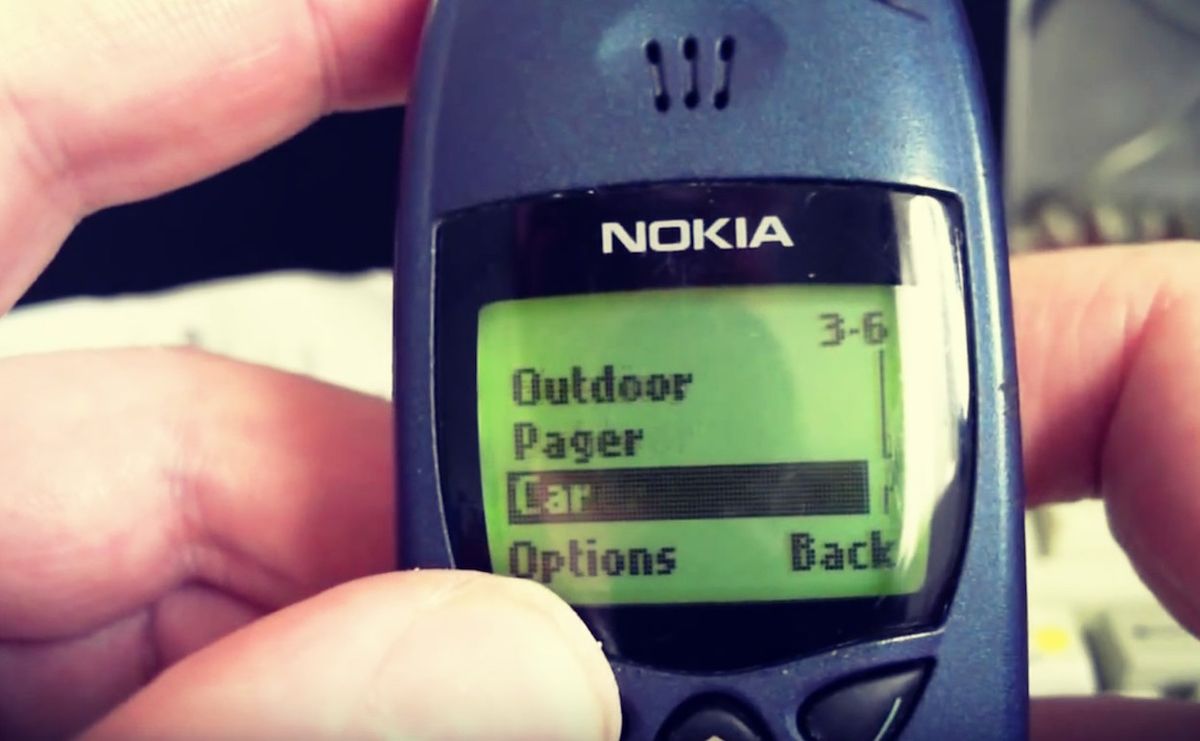 NOKIA
3-6
Outdoor
Pager
Car
Options Back